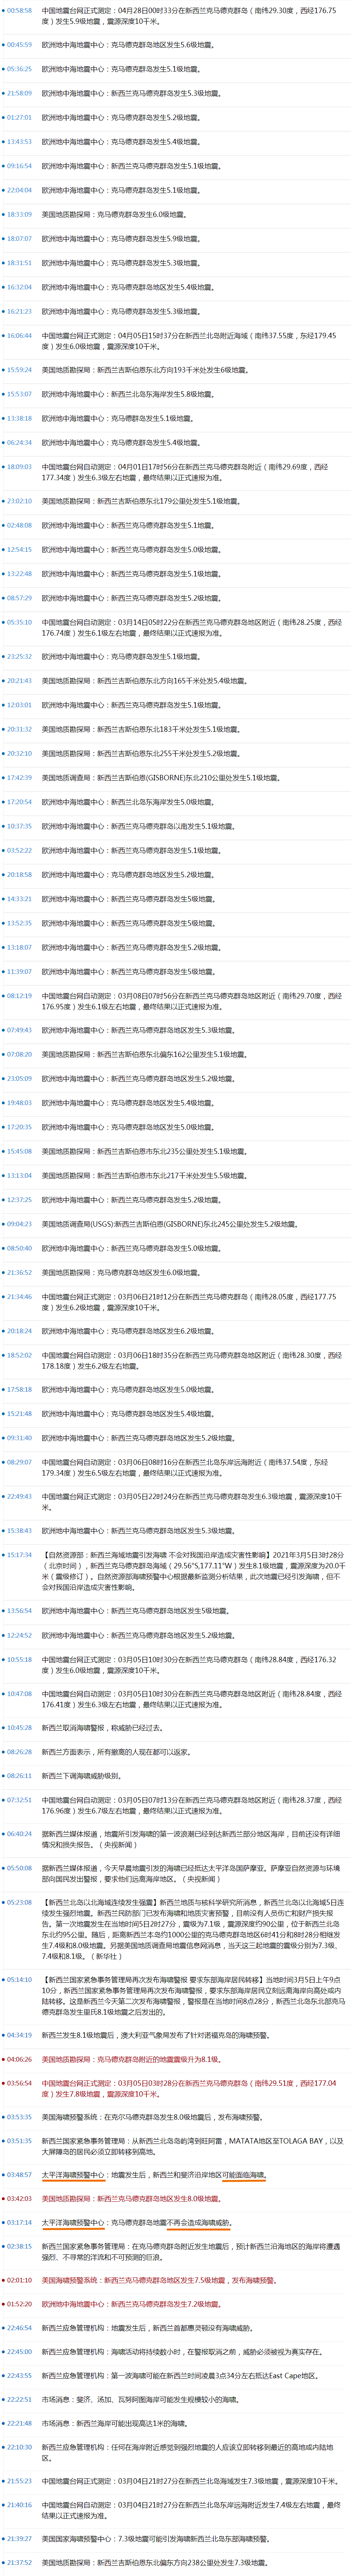 00:58:58 中国地震台网正式测定：04月28日00时33分在新西兰克马德克群岛（南纬29.30度，西经176.75
度）发生5.9级地震，震源深度10千米。
00:45:59 欧洲地中海地震中心：克马德群岛地区发生5.6级地震。
05:36:25 欧洲地中海地震中心：克马德克群岛发生5.1级地震。
21:58:09 欧洲地中海地震中心：新西兰克马德克群岛发生5.3级地震。
01:27:01 欧洲地中海地震中心：克马德克群岛发生5.2级地震。
13:43:53 欧洲地中海地震中心：克马德克群岛发生5.4级地震。
09:16:54 欧洲地中海地震中心：新西兰克马德克群岛发生5.1级地震。
22:04:04 欧洲地中海地震中心：克马德克群岛发生5.1级地震。
18:33:09 美国地质勘探局：克马德克群岛发生6.0级地震。
18:07:07 欧洲地中海地震中心：克马德克群岛发生5.9级地震。
18:31:51 欧洲地中海地震中心：克马德克群岛发生5.3级地震。
16:32:04 欧洲地中海地震中心：克马德克群岛地区发生5.4级地震。
16:21:23 欧洲地中海地震中心：克马德克群岛发生5.3级地震。
16:06:44 中国地震台网正式测定：04月05日15时37分在新西兰北岛附近海域（南纬37.55度，东经179.45
度）发生6.0级地震，震源深度10千米。
15:59:24 美国地质勘探局：新西兰吉斯伯恩东北方向193千米处发生6级地震。
15:53:07 欧洲地中海地震中心：新西兰北岛东海岸发生5.8级地震。
13:38:18 欧洲地中海地震中心：克马德群岛发生5.1级地震。
06:24:34 欧洲地中海地震中心：克马德克群岛发生5.4级地震。
18:09:03 中国地震台网自动测定：04月01日17时56分在新西兰克马德克群岛附近（南纬29.69度，西经
177.34度）发生6.3级左右地震，最终结果以正式速报为准。
23:02:10 美国地质勘探局：新西兰吉斯伯恩东北179公里处发生5.1级地震。
02:48:08 欧洲地中海地震中心：新西兰克马德克群岛发生5.1地震。
12:54:15 欧洲地中海地震中心：新西兰克马德克群岛发生5.0级地震。
13:22:48 欧洲地中海地震中心：新西兰克马德克群岛发生5.1级地震。
08:57:29 欧洲地中海地震中心：新西兰克马德克群岛发生5.2级地震。
05:35:10 中国地震台网自动测定：03月14日05时22分在新西兰克马德克群岛地区附近（南纬28.25度，西经
176.74度）发生6.1级左右地震，最终结果以正式速报为准。
23:25:32 欧洲地中海地震中心：克马德克群岛发生5.1级地震。
20:21:43 美国地质勘探局：新西兰吉斯伯恩东北方向165千米处发5.4级地震。
12:03:01 欧洲地中海地震中心：新西兰克马德克群岛发生5.1级地震。
20:31:32 美国地质勘探局：新西兰吉斯伯恩东北183千米处发生5.1级地震。
20:32:10 美国地质勘探局：新西兰吉斯伯恩东北255千米处发生5.2级地震。
17:42:39 美国地质调查局：新西兰吉斯伯恩(GISBORNE)东北210公里处发生5.1级地震。
17:20:54 欧洲地中海地震中心：新西兰北岛东海岸发生5.0级地震。
10:37:35 欧洲地中海地震中心：新西兰克马德克群岛以南发生5.1级地震。
03:52:22 欧洲地中海地震中心：新西兰克马德克群岛发生5.1级地震。
20:18:58 欧洲地中海地震中心：克马德克群岛地区发生5.2级地震。
14:33:21 欧洲地中海地震中心：新西兰克马德克群岛发生5级地震。
13:52:35 欧洲地中海地震中心：新西兰克马德克群岛发生5级地震。
13:18:07 欧洲地中海地震中心：新西兰克马德克群岛发生5.2级地震。
11:39:07 欧洲地中海地震中心：新西兰克马德克群岛发生5级地震。
08:12:19 中国地震台网自动测定：03月08日07时56分在新西兰克马德克群岛地区附近（南纬29.70度，西经
176.95度）发生6.1级左右地震，最终结果以正式速报为准。
07:49:43 欧洲地中海地震中心：新西兰克马德克群岛地区发生5.3级地震。
07:08:20 美国地质勘探局：新西兰吉斯伯恩东北偏东162公里发生5.1级地震。
23:05:09 欧洲地中海地震中心：新西兰克马德克群岛地区发生5.2级地震。
19:48:03 欧洲地中海地震中心：克马德克群岛地区发生5.4级地震。
17:20:35 欧洲地中海地震中心：克马德克群岛地区发生5.0级地震。
15:45:08 美国地质勘探局：新西兰吉斯伯恩市东北235公里处发生5.1级地震。
13:13:04 美国地质勘探局：新西兰吉斯伯恩市东北217千米处发生5.5级地震。
12:37:25 欧洲地中海地震中心：新西兰克马德克群岛发生5.2级地震。
09:04:23 美国地质调查局(USGS):新西兰吉斯伯恩(GISBORNE)东北245公里处发生5.2级地震。
08:50:40 欧洲地中海地震中心：新西兰克马德克群岛发生5.0级地震。
21:36:52 美国地质勘探局：克马德克群岛地区发生6.0级地震。
21:34:46 中国地震台网正式测定：03月06日21时12分在新西兰克马德克群岛（南纬28.05度，西经177.75
度）发生6.2级地震，震源深度10千米。
20:18:24 欧洲地中海地震中心：克马德克群岛地区发生6.2级地震。
18:52:02 中国地震台网自动测定：03月06日18时35分在新西兰克马德克群岛地区附近（南纬28.30度，西经
178.18度）发生6.2级左右地震。
17:58:18 欧洲地中海地震中心：克马德克群岛地区发生5.0级地震。
15:21:48 欧洲地中海地震中心：克马德克群岛地区发生5.4级地震。
09:31:40 欧洲地中海地震中心：新西兰克马德克群岛地区发生5.2级地震。
08:29:07 中国地震台网自动测定：03月06日08时16分在新西兰北岛东岸远海附近（南纬37.54度，东经
179.34度）发生6.5级左右地震，最终结果以正式速报为准。
22:49:43 中国地震台网正式测定：03月05日22时24分在新西兰克马德克群岛发生6.3级地震，震源深度10千
米。
15:38:43 欧洲地中海地震中心：新西兰克马德克群岛地区发生5.3级地震。
15:17:34 【自然资源部：新西兰海域地震引发海啸 不会对我国沿岸造成灾害性影响】2021年3月5日3时28分
（北京时间），新西兰克马德克群岛海域（29.56°S,177.11°W）发生8.1级地震，震源深度为20.0千
米（震级修订）。自然资源部海啸预警中心根据最新监测分析结果，此次地震已经引发海啸，但不
会对我国沿岸造成灾害性影响。
13:56:54 欧洲地中海地震中心：克马德克群岛地区发生5级地震。
12:24:52 欧洲地中海地震中心：新西兰克马德克群岛地区发生5.2级地震。
10:55:18 中国地震台网正式测定：03月05日10时30分在新西兰克马德克群岛（南纬28.84度，西经176.32
度）发生6.0级地震，震源深度10千米。
10:47:08 中国地震台网自动测定：03月05日10时30分在新西兰克马德克群岛地区附近（南纬28.84度，西经
176.41度）发生6.3级左右地震，最终结果以正式速报为准。
10:45:28 新西兰取消海啸警报，称威胁已经过去。
08:26:28 新西兰方面表示，所有撤离的人现在都可以返家。
08:26:11 新西兰下调海啸威胁级别。
07:32:51 中国地震台网自动测定：03月05日07时13分在新西兰克马德克群岛地区附近（南纬28.37度，西经
176.96度）发生6.7级左右地震，最终结果以正式速报为准。
06:40:24 据新西兰媒体报道，地震所引发海啸的第一波浪潮已经到达新西兰部分地区海岸，目前还没有详细
情况和损失报告。（央视新闻）
05:50:08 据新西兰媒体报道，今天早晨地震引发的海啸已经抵达太平洋岛国萨摩亚。萨摩亚自然资源与环境
部向国民发出警报，要求他们远离海岸地区。（央视新闻）
05:23:08 【新西兰北岛以北海域连续发生强震】新西兰地质与核科学研究所消息，新西兰北岛以北海域5日连
续发生强烈地震。新西兰民防部门已发布海啸和地质灾害预警，目前没有人员伤亡和财产损失报
告。第一次地震发生在当地时间5日2时27分，震级为7.1级，震源深度约90公里，位于新西兰北岛
东北约95公里。随后，距离新西兰本岛约1000公里的克马德克群岛地区6时41分和8时28分相继发
生7.4级和8.0级地震。另据美国地质调查局地震信息网消息，当天这三起地震的震级分别为7.3级、
7.4级和8.1级。（新华社）
05:14:10 【新西兰国家紧急事务管理局再次发布海啸警报 要求东部海岸居民转移】当地时间3月5日上午9点
10分，新西兰国家紧急事务管理局再次发布海啸警报，要求东部海岸居民立刻远离海岸向高处或内
陆转移。这是新西兰今天第二次发布海啸警报，警报是在当地时间8点28分，新西兰北岛东北部克马
德克群岛发生里氏8.1级地震之后发出的。
04:34:19 新西兰发生8.1级地震后，澳大利亚气象局发布了针对诺福克岛的海啸预警。
04:06:26 美国地质勘探局：克马德克群岛附近的地震震级升为8.1级。
03:56:54 中国地震台网正式测定：03月05日03时28分在新西兰克马德克群岛（南纬29.51度，西经177.04
度）发生7.8级地震，震源深度10千米。
03:53:35 美国海啸预警系统：在克尔马德克群岛发生8.0级地震后，发布海啸预警。
03:51:35 新西兰国家紧急事务管理局：从新西兰北岛岛屿湾到旺阿雷，MATATA地区至TOLAGA BAY，以及
大屏障岛的居民必须立即转移到高地。
03:48:57 太平洋海啸预警中心：地震发生后，新西兰和斐济沿岸地区可能面临海啸。
03:42:03 美国地质勘探局：新西兰克马德克群岛地区发生8.0级地震。
03:17:14 太平洋海啸预警中心：克马德克群岛地震不再会造成海啸威胁。
02:38:15 新西兰国家紧急事务管理局：在克马德克群岛附近发生地震后，预计新西兰沿海地区的海岸将遭遇
强烈、不寻常的洋流和不可预测的巨浪。
02:01:10 美国海啸预警系统：新西兰克马德克群岛地区发生7.5级地震，发布海啸预警。
01:52:20 欧洲地中海地震中心：新西兰克马德克群岛发生7.2级地震。
22:46:54 新西兰应急管理机构：地震发生后，新西兰首都惠灵顿没有海啸威胁。
22:45:00 新西兰应急管理机构：海啸活动将持续数小时，在警报取消之前，威胁必须被视为真实存在。
22:43:55 新西兰应急管理机构：第一波海啸可能在新西兰时间凌晨3点34分左右抵达East Cape地区。
22:22:51 市场消息：斐济、汤加、瓦努阿图海岸可能发生规模较小的海啸。
22:21:48 市场消息：新西兰海岸可能出现高达1米的海啸。
22:10:30 新西兰应急管理机构：任何在海岸附近感觉到强烈地震的人应该立即转移到最近的高地或内陆地
区。
21:55:23 中国地震台网正式测定：03月04日21时27分在新西兰北岛海域发生7.3级地震，震源深度10千米。
21:40:16 中国地震台网自动测定：03月04日21时27分在新西兰北岛东岸远海附近发生7.4级左右地震，最终
结果以正式速报为准。
21:39:27 美国国家海啸预警中心：7.3级地震可能引发海啸新西兰北岛东部海啸预警。
21:37:52 美国地质勘探局：新西兰吉斯伯恩东北偏东方向238公里处发生7.3级地震。